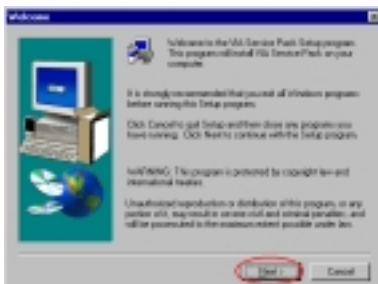 Welcome
Welcome to the VIA Service Pack Setup program.
This program will install VIA Service Pack on your
computer.
It is strongly recommended that you exit all Windows programs
before running this Setup program.
Click Cancel to quit Setup and then close any programs you
have running. Click Next to continue with the Setup program.
WARNING: This program is protected by copyright law and
international treaties.
Unauthorized reproduction or distribution of this program, or any
portion of it, may result in severe civil and criminal penalties, and
will be prosecuted to the maximum extent possible under law.
Next >
Cancel